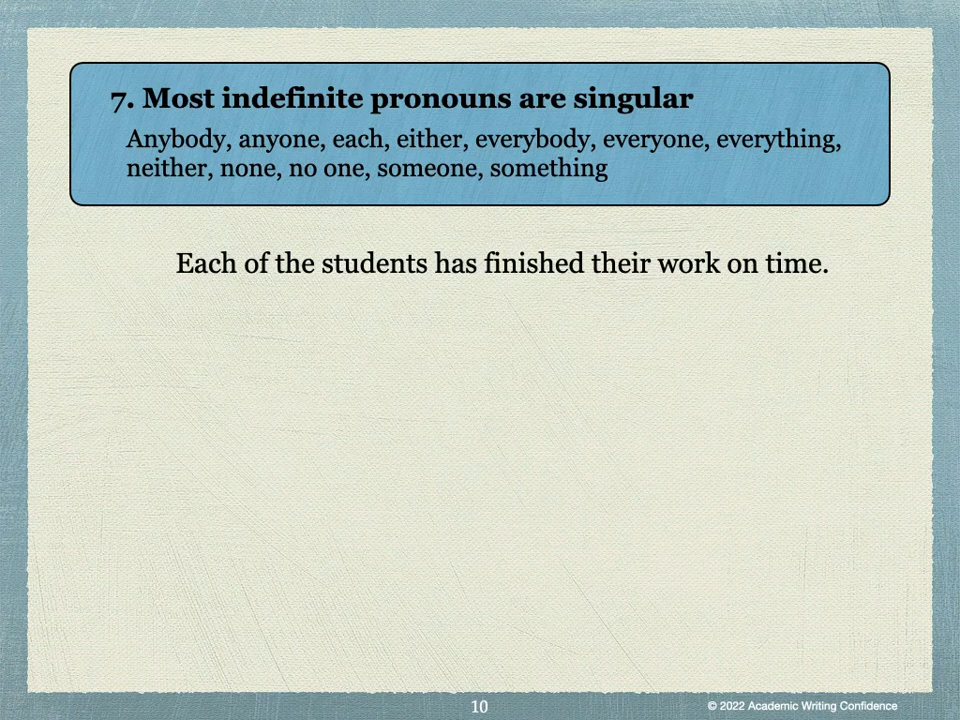 7. Most indefinite pronouns are singular
Anybody, anyone, each, either, everybody, everyone, everything,
neither, none, no one, someone, something
Each of the students has finished their work on time.
10
© 2022 Academic Writing Confidence